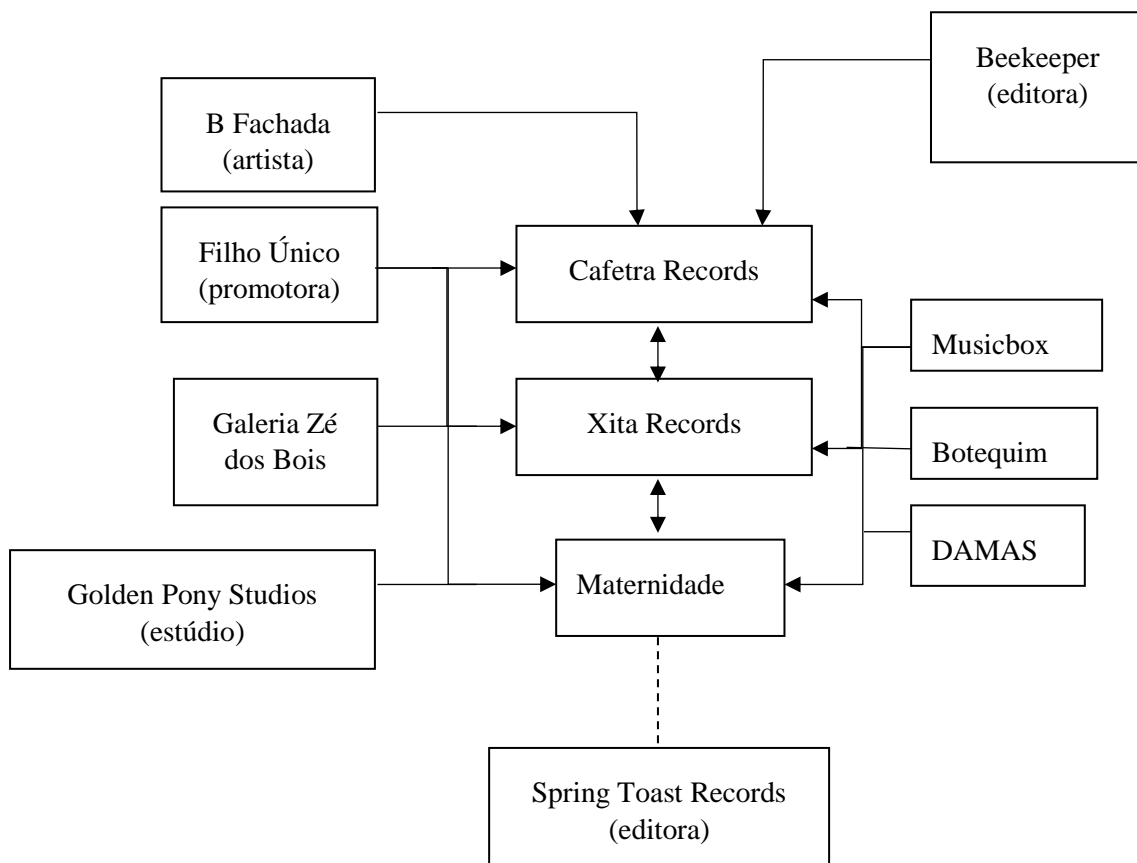 Beekeeper
(editora)
B Fachada
(artista)
Filho Único
(promotora)
Cafetra Records
Musicbox
Galeria Zé
dos Bois
Xita Records
Botequim
DAMAS
Golden Pony Studios
(estúdio)
Maternidade
Spring Toast Records
(editora)